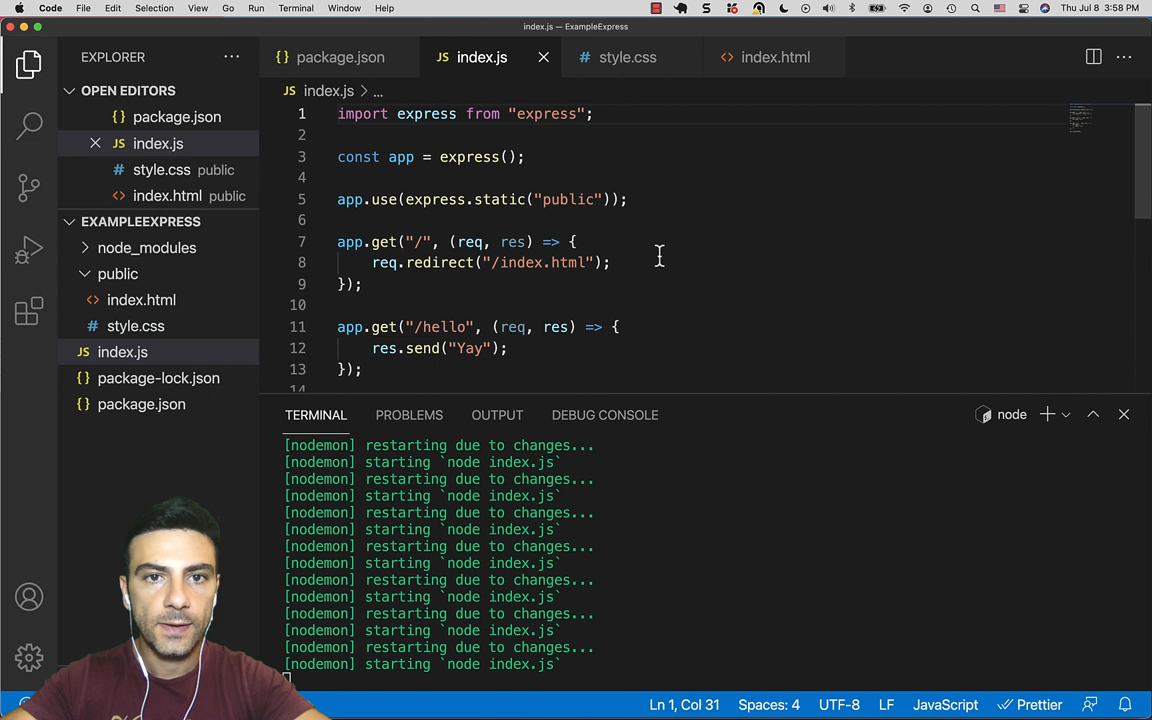 Code File Edit Selection View Go Run Terminal Window Help Thu Jul 8 3:58 PM
index.js — ExampleExpress
EXPLORER
{ } package.json
JS index.js
# style.css
<> index.html
OPEN EDITORS
{ } package.json
JS index.js
# style.css public
<> index.html public
EXAMPLEEXPRESS
node_modules
public
<> index.html
# style.css
JS index.js
{ } package-lock.json
{ } package.json
JS index.js > ...
1 import express from "express";
2
3 const app = express();
4
5 app.use(express.static("public"));
6
7 app.get("/", (req, res) => {
8 req.redirect("/index.html");
9 });
10
11 app.get("/hello", (req, res) => {
12 res.send("Yay");
13 });
14
TERMINAL PROBLEMS OUTPUT DEBUG CONSOLE node
[nodemon] restarting due to changes...
[nodemon] starting `node index.js`
[nodemon] restarting due to changes...
[nodemon] starting `node index.js`
[nodemon] restarting due to changes...
[nodemon] starting `node index.js`
[nodemon] restarting due to changes...
[nodemon] starting `node index.js`
[nodemon] restarting due to changes...
[nodemon] starting `node index.js`
[nodemon] restarting due to changes...
[nodemon] starting `node index.js`
[nodemon] restarting due to changes...
[nodemon] starting `node index.js`
Ln 1, Col 31 Spaces: 4 UTF-8 LF JavaScript Prettier